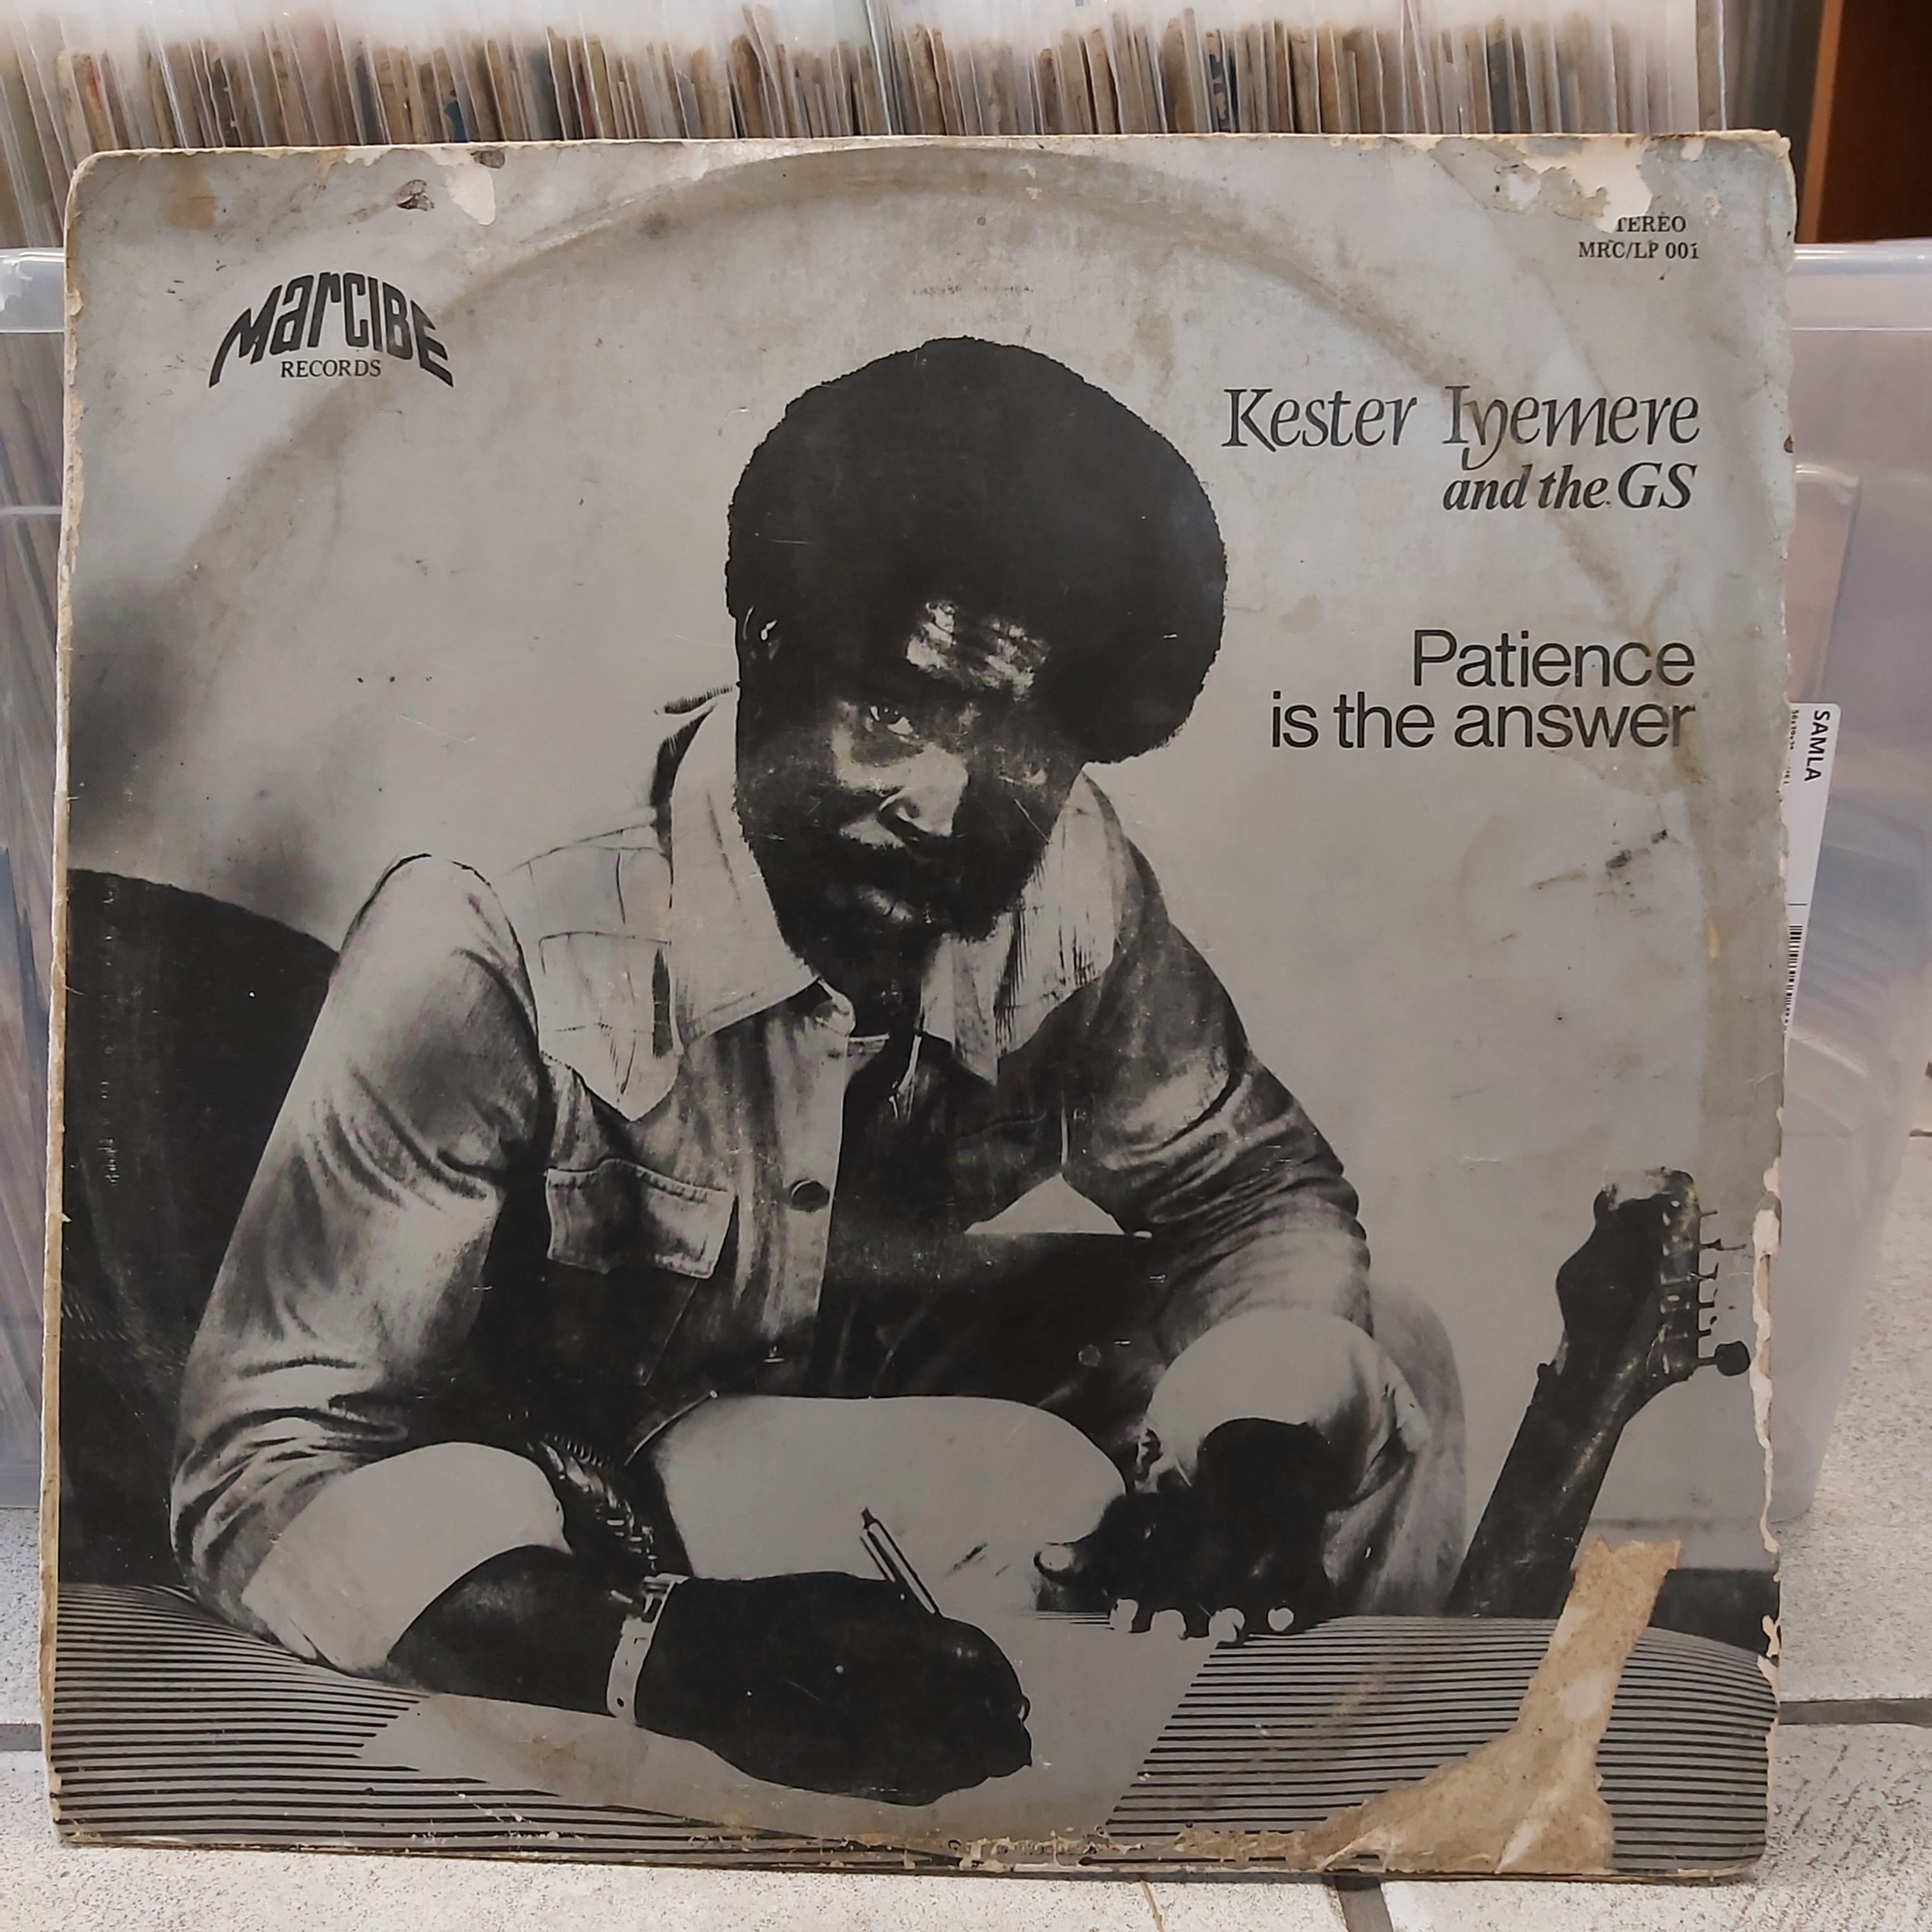 TEREO
MRC/LP 001
Marcibe
RECORDS
Kester Iyemere
and the GS
Patience
is the answer
SAMLA